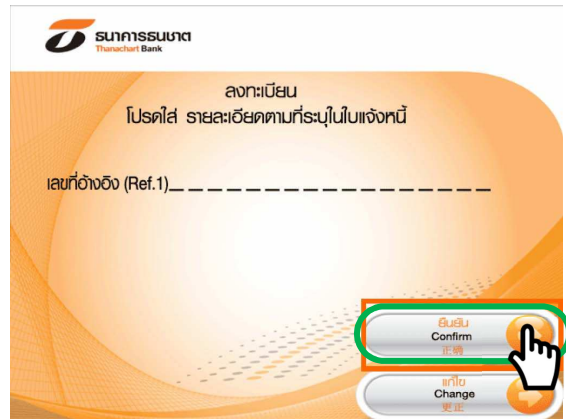 ธนาคารธนชาต
Thanachart Bank
ลงทะเบียน
โปรดใส่ รายละเอียดตามที่ระบุในใบแจ้งหนี้
เลขที่อ้างอิง (Ref.1)_ _ _ _ _ _ _ _ _ _ _ _ _ _ _ _ _ _
ยืนยัน
Confirm
正确
แก้ไข
Change
更正